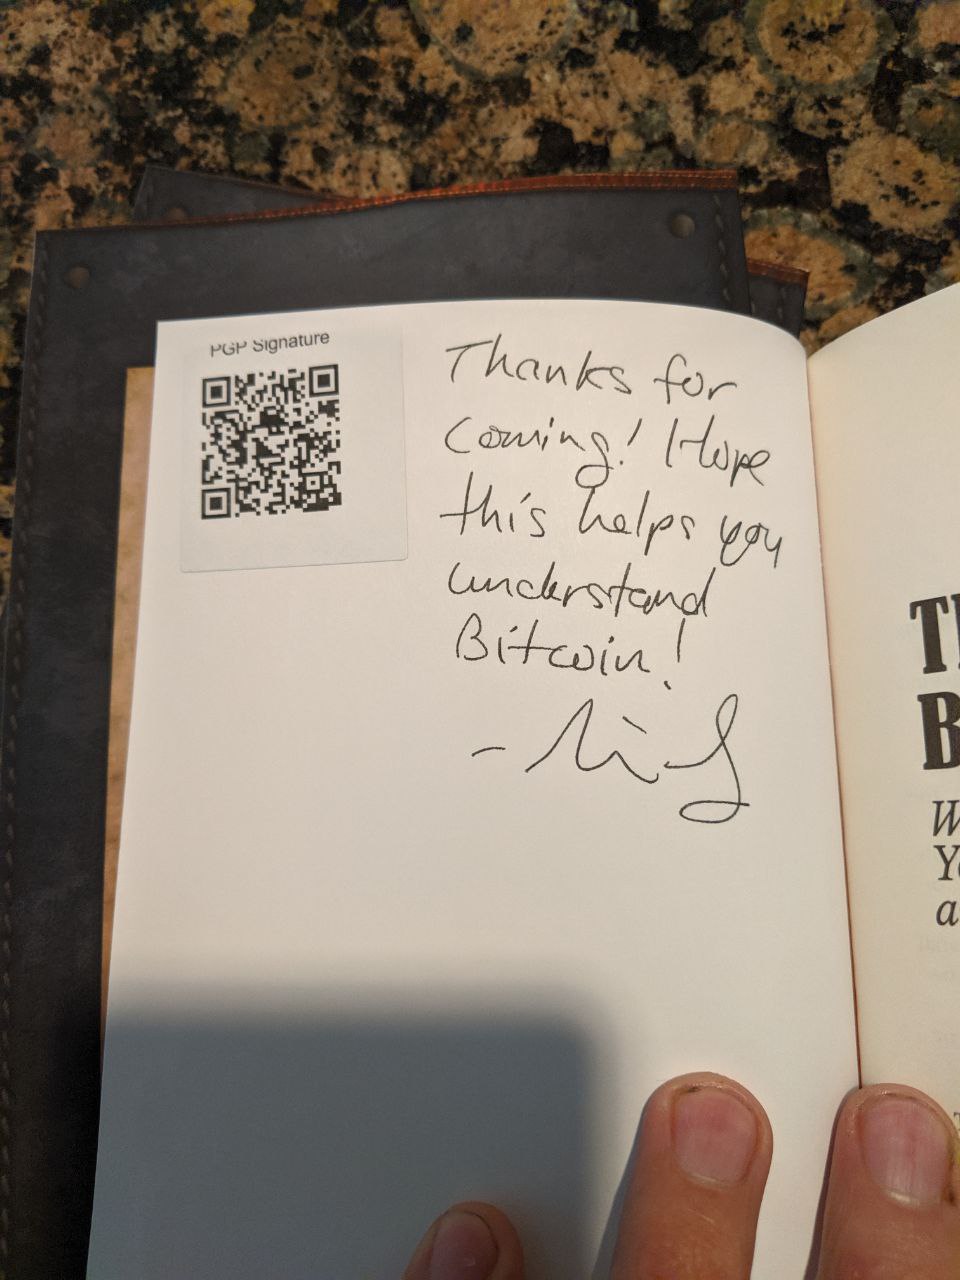 PGP Signature
Thanks for
coming! Hope
this helps you
understand
Bitcoin!
W
a